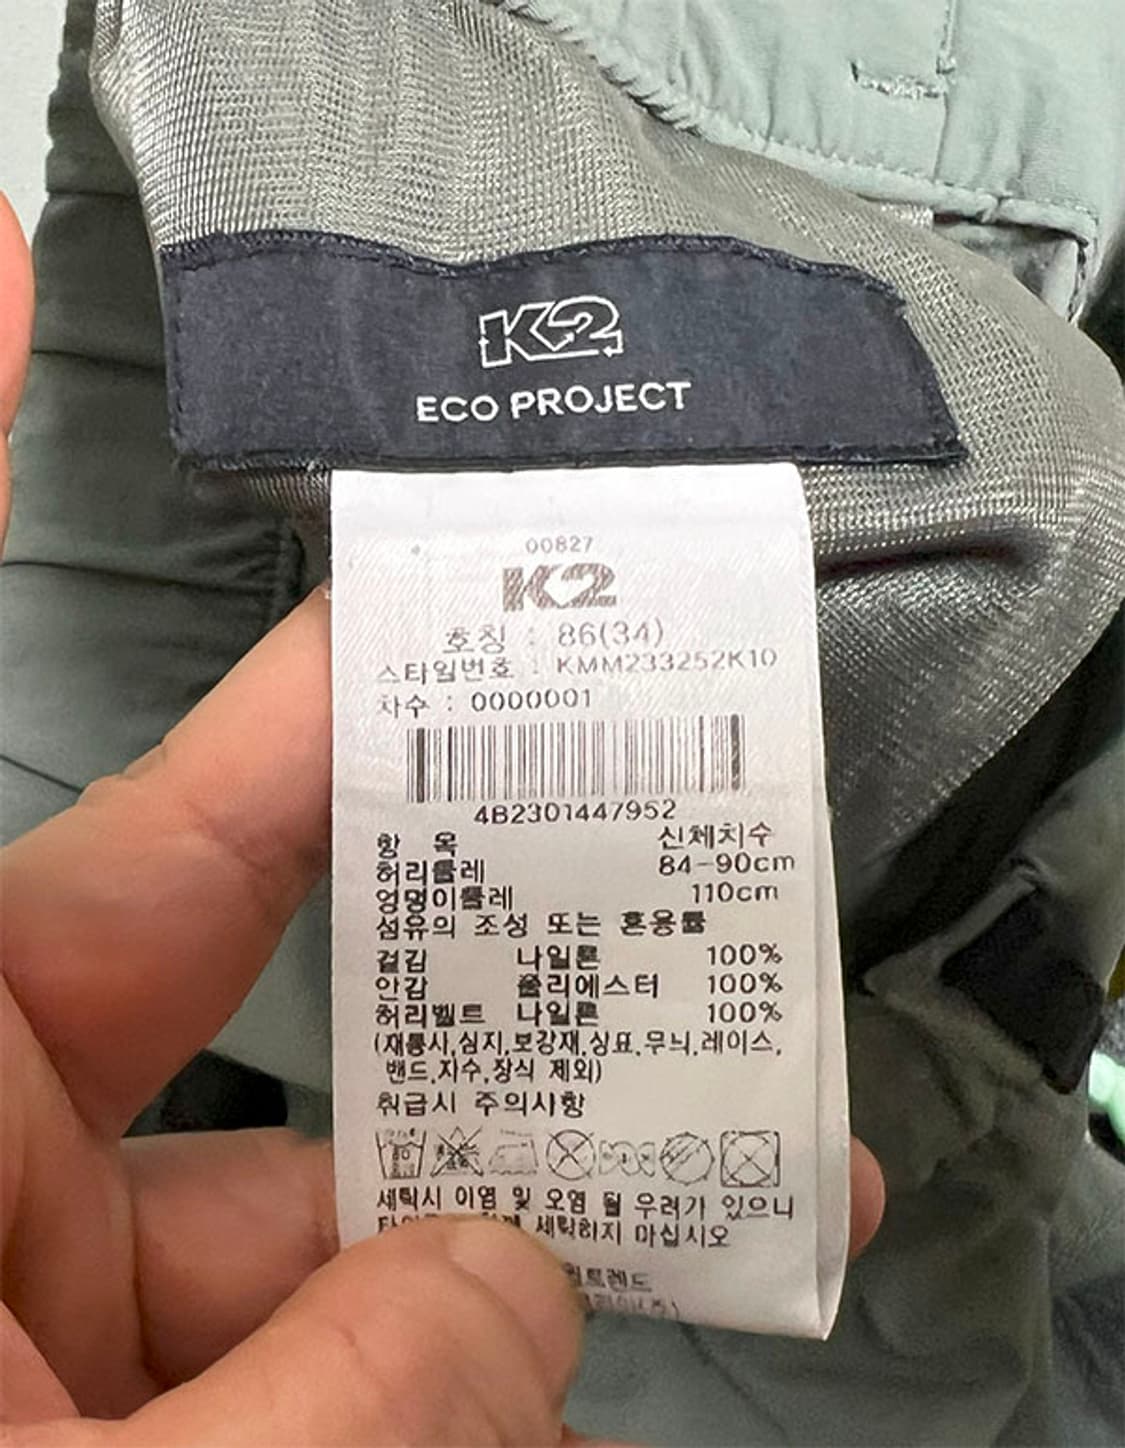 K2
ECO PROJECT
00827
K2
호칭 : 86(34)
스타일번호 : KMM233252K10
차수 : 0000001
4B2301447952
항 목 신체치수
허리둘레 84-90cm
엉덩이둘레 110cm
섬유의 조성 또는 혼용률
겉감 나일론 100%
안감 폴리에스터 100%
허리벨트 나일론 100%
(재봉사,심지,보강재,상표,무늬,레이스,
밴드,자수,장식 제외)
취급시 주의사항
세탁시 이염 및 오염 될 우려가 있으니
세탁하지 마십시오